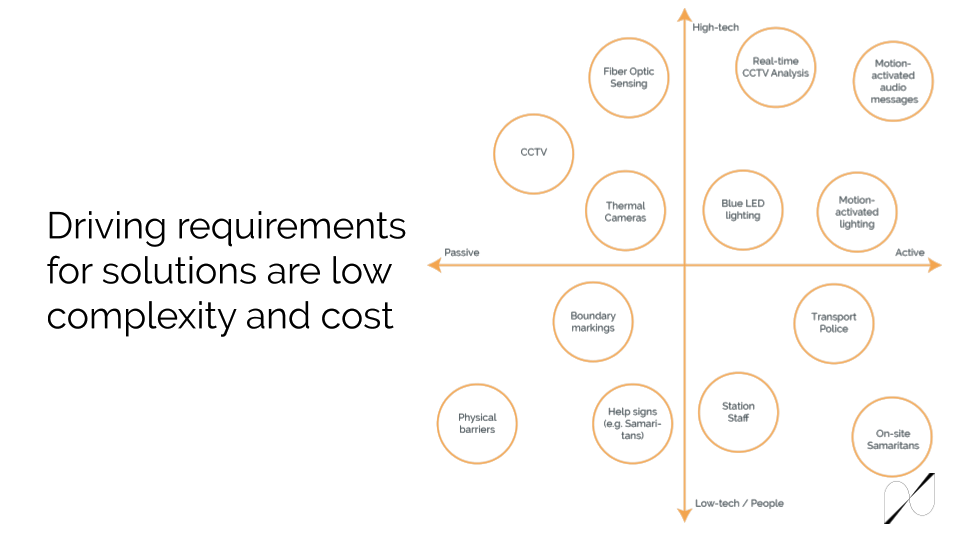 Driving requirements
for solutions are low
complexity and cost
High-tech
Fiber Optic
Sensing
Real-time
CCTV Analysis
Motion-
activated
audio
messages
CCTV
Thermal
Cameras
Blue LED
lighting
Motion-
activated
lighting
Passive
Active
Boundary
markings
Transport
Police
Physical
barriers
Help signs
(e.g. Samari-
tans)
Station
Staff
On-site
Samaritans
Low-tech / People